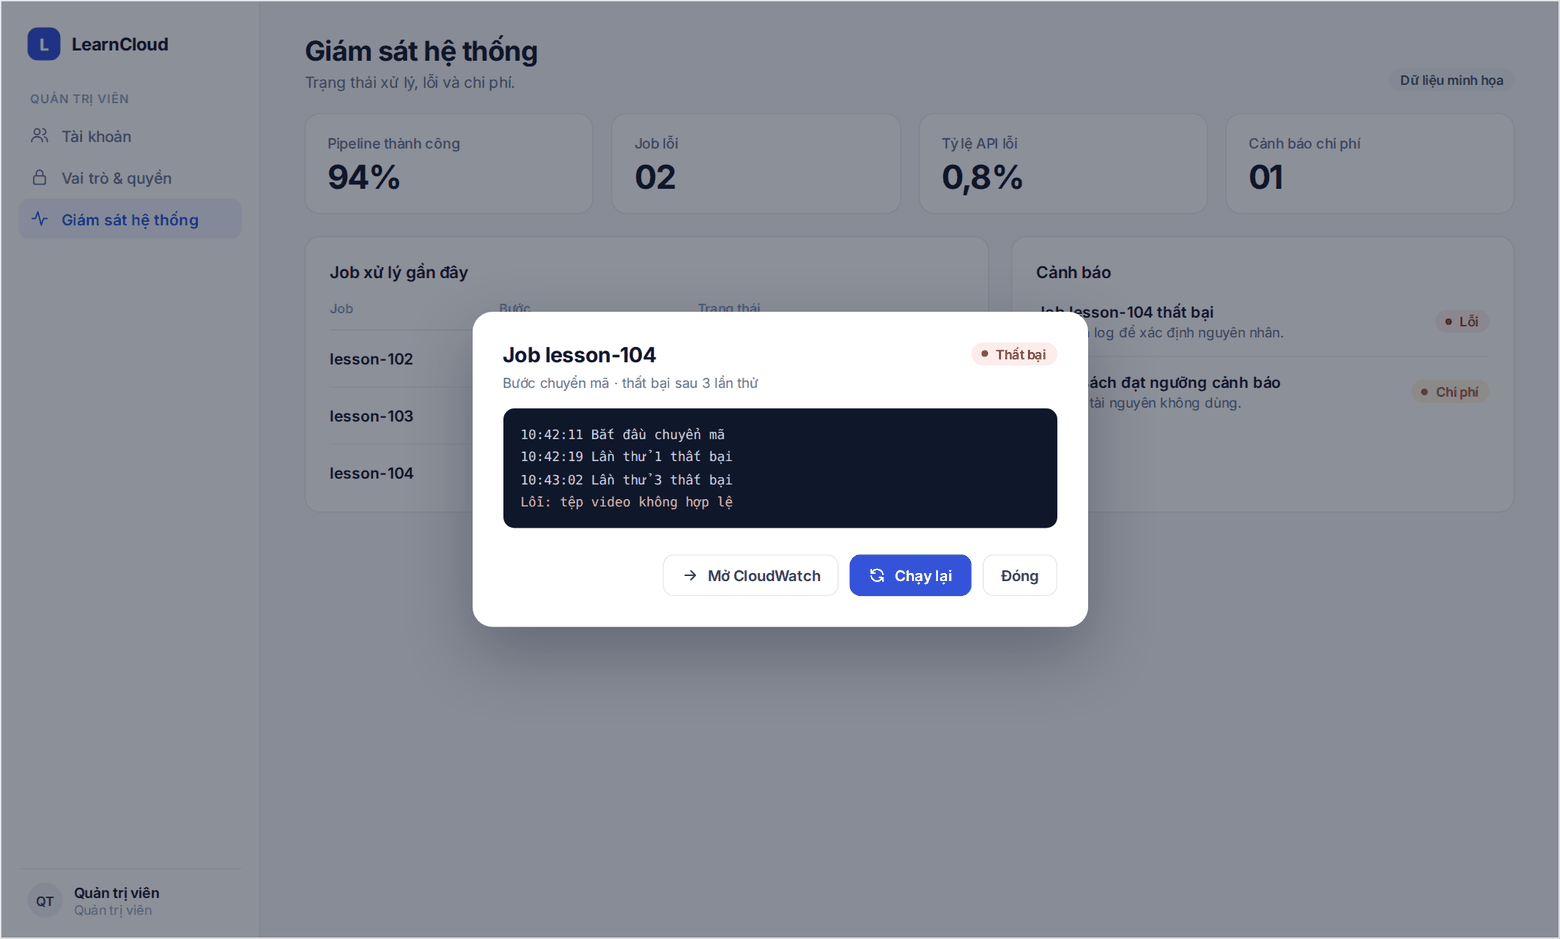 L LearnCloud
QUẢN TRỊ VIÊN
Tài khoản
Vai trò & quyền
Giám sát hệ thống
QT
Quản trị viên
Quản trị viên
Giám sát hệ thống
Trạng thái xử lý, lỗi và chi phí.
Dữ liệu minh họa
Pipeline thành công
94%
Job lỗi
02
Tỷ lệ API lỗi
0,8%
Cảnh báo chi phí
01
Job xử lý gần đây
Job Bước Trạng thái
lesson-102
lesson-103
lesson-104
Cảnh báo
Job lesson-104 thất bại
log để xác định nguyên nhân.
Lỗi
đạt ngưỡng cảnh báo
tài nguyên không dùng.
Chi phí
Job lesson-104
Thất bại
Bước chuyển mã · thất bại sau 3 lần thử
10:42:11 Bắt đầu chuyển mã
10:42:19 Lần thử 1 thất bại
10:43:02 Lần thử 3 thất bại
Lỗi: tệp video không hợp lệ
Mở CloudWatch
Chạy lại
Đóng